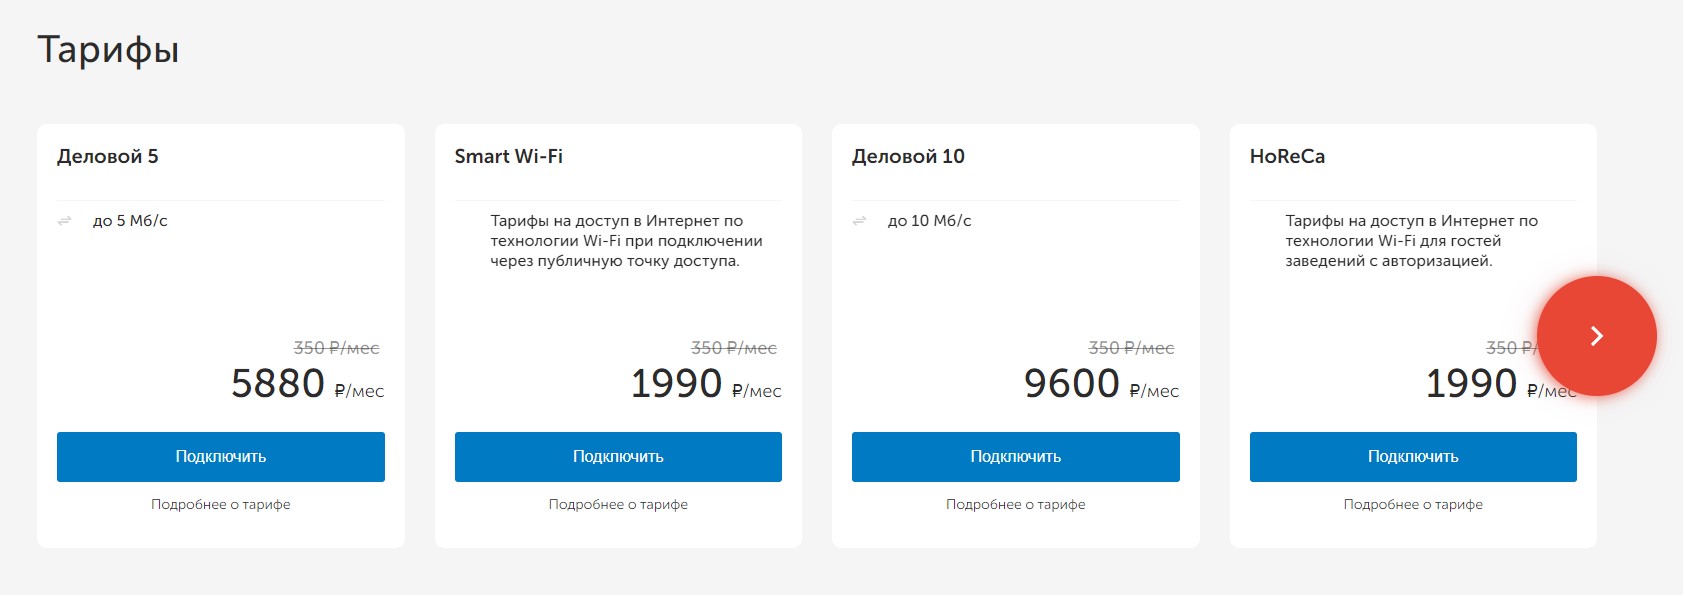 Тарифы
Деловой 5
до 5 Мб/с
350 ₽/мес
5880 ₽/мес
Подключить
Подробнее о тарифе
Smart Wi-Fi
Тарифы на доступ в Интернет по
технологии Wi-Fi при подключении
через публичную точку доступа.
350 ₽/мес
1990 ₽/мес
Подключить
Подробнее о тарифе
Деловой 10
до 10 Мб/с
350 ₽/мес
9600 ₽/мес
Подключить
Подробнее о тарифе
HoReCa
Тарифы на доступ в Интернет по
технологии Wi-Fi для гостей
заведений с авторизацией.
350 ₽/
1990 ₽/мес
Подключить
Подробнее о тарифе